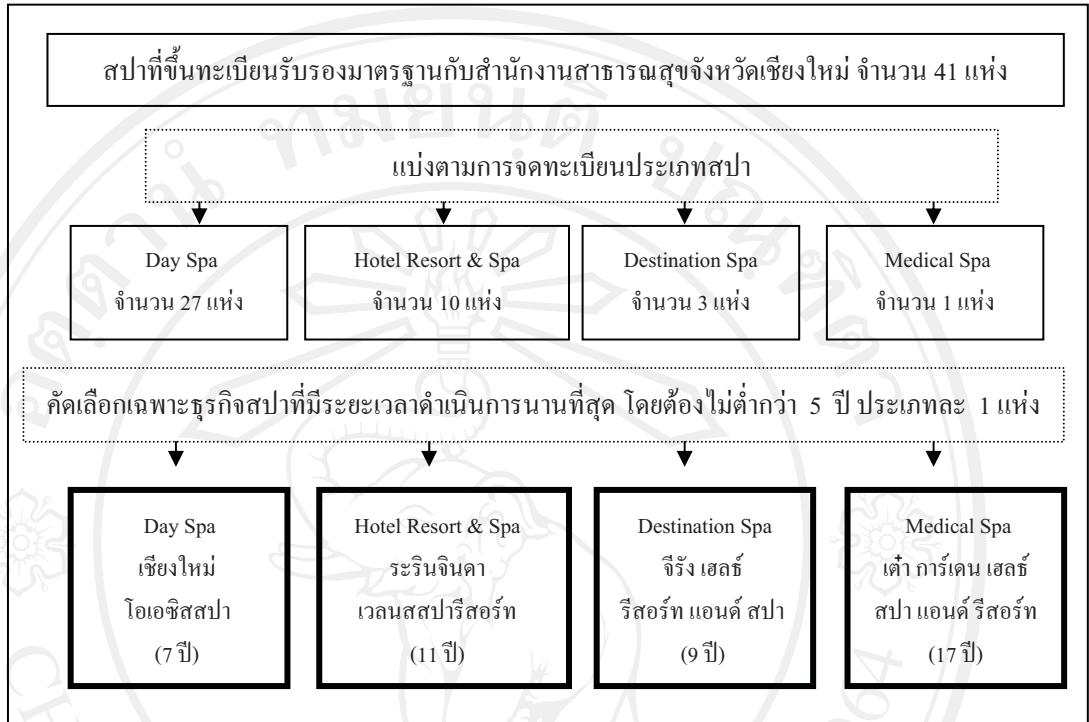 สปาที่ขึ้นทะเบียนรับรองมาตรฐานกับสำนักงานสาธารณสุขจังหวัดเชียงใหม่ จำนวน 41 แห่ง
แบ่งตามการจดทะเบียนประเภทสปา
Day Spa
จำนวน 27 แห่ง
Hotel Resort & Spa
จำนวน 10 แห่ง
Destination Spa
จำนวน 3 แห่ง
Medical Spa
จำนวน 1 แห่ง
คัดเลือกเฉพาะธุรกิจสปาที่มีระยะเวลาดำเนินการนานที่สุด โดยต้องไม่ต่ำกว่า 5 ปี ประเภทละ 1 แห่ง
Day Spa
เชียงใหม่
โอเอซิสสปา
(7 ปี)
Hotel Resort & Spa
ระรินจินดา
เวลนสสปารีสอร์ท
(11 ปี)
Destination Spa
จีรัง เฮลธ์
รีสอร์ท แอนด์ สปา
(9 ปี)
Medical Spa
เต๋า การ์เดน เฮลธ์
สปา แอนด์ รีสอร์ท
(17 ปี)